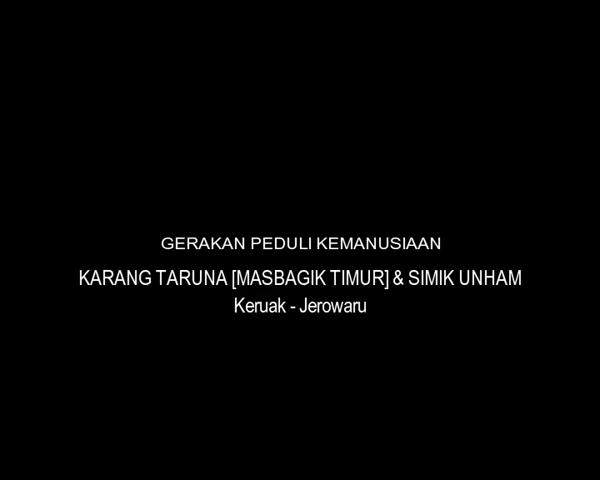 GERAKAN PEDULI KEMANUSIAAN
KARANG TARUNA [MASBAGIK TIMUR] & SIMIK UNHAM
Keruak - Jerowaru